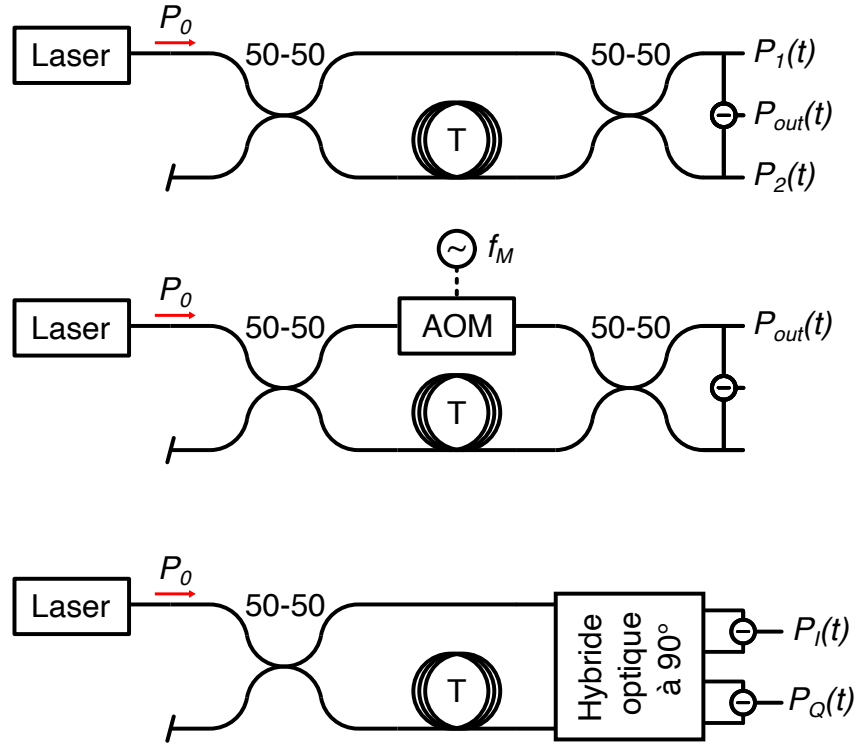 P0
Laser
50-50
50-50
P1(t)
T
Pout(t)
P2(t)
~ fM
P0
Laser
50-50
AOM
50-50
Pout(t)
T
P0
Laser
50-50
Hybride
optique
à 90°
PI(t)
T
PQ(t)